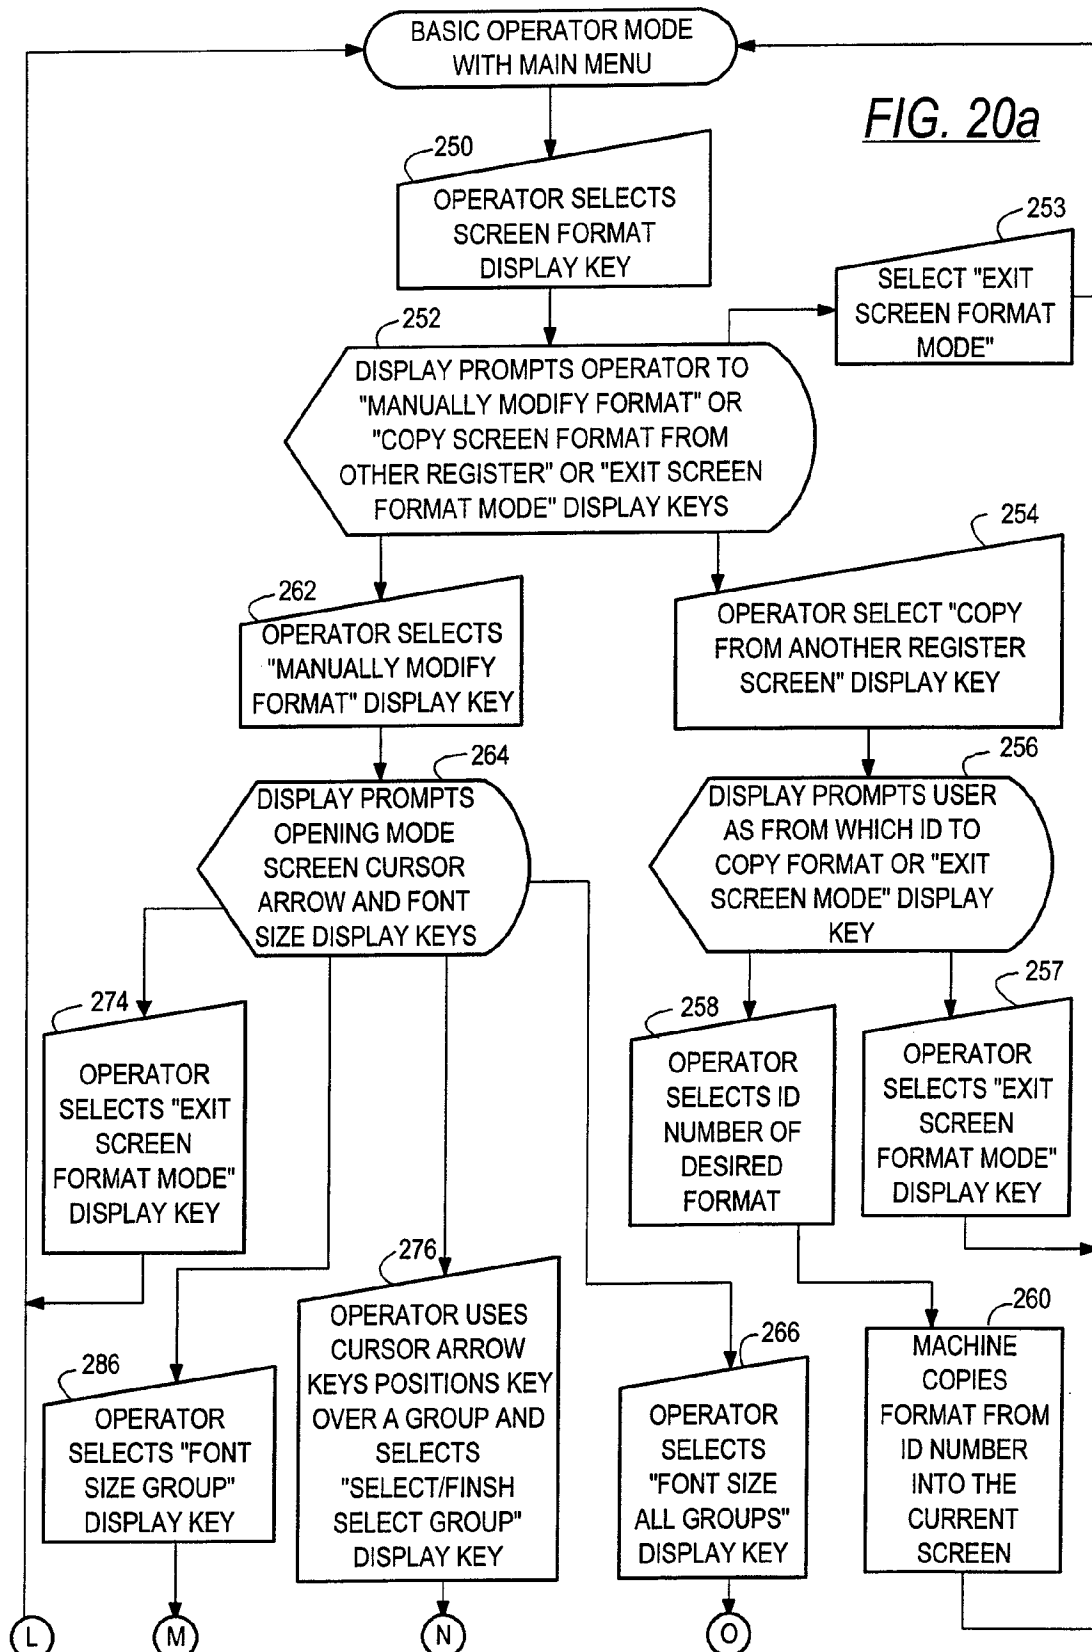 BASIC OPERATOR MODE
WITH MAIN MENU
FIG. 20a
250
OPERATOR SELECTS
SCREEN FORMAT
DISPLAY KEY
253
SELECT "EXIT
SCREEN FORMAT
MODE"
252
DISPLAY PROMPTS OPERATOR TO
"MANUALLY MODIFY FORMAT" OR
"COPY SCREEN FORMAT FROM
OTHER REGISTER" OR "EXIT SCREEN
FORMAT MODE" DISPLAY KEYS
262
OPERATOR SELECTS
"MANUALLY MODIFY
FORMAT" DISPLAY KEY
254
OPERATOR SELECT "COPY
FROM ANOTHER REGISTER
SCREEN" DISPLAY KEY
264
DISPLAY PROMPTS
OPENING MODE
SCREEN CURSOR
ARROW AND FONT
SIZE DISPLAY KEYS
256
DISPLAY PROMPTS USER
AS FROM WHICH ID TO
COPY FORMAT OR "EXIT
SCREEN MODE" DISPLAY
KEY
274
OPERATOR
SELECTS "EXIT
SCREEN
FORMAT MODE"
DISPLAY KEY
258
OPERATOR
SELECTS ID
NUMBER OF
DESIRED
FORMAT
257
OPERATOR
SELECTS "EXIT
SCREEN
FORMAT MODE"
DISPLAY KEY
286
OPERATOR
SELECTS "FONT
SIZE GROUP"
DISPLAY KEY
276
OPERATOR USES
CURSOR ARROW
KEYS POSITIONS KEY
OVER A GROUP AND
SELECTS
"SELECT/FINSH
SELECT GROUP"
DISPLAY KEY
266
OPERATOR
SELECTS
"FONT SIZE
ALL GROUPS"
DISPLAY KEY
260
MACHINE
COPIES
FORMAT FROM
ID NUMBER
INTO THE
CURRENT
SCREEN
L
M
N
O